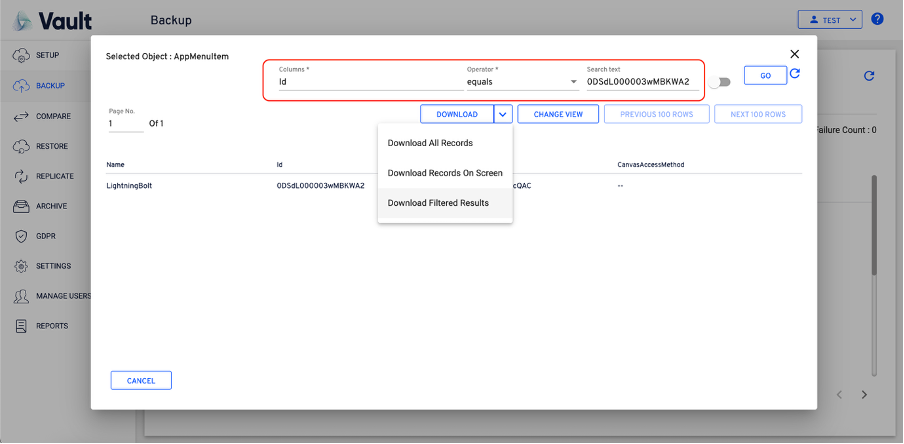 Vault
Backup
TEST
?
SETUP
BACKUP
COMPARE
RESTORE
REPLICATE
ARCHIVE
GDPR
SETTINGS
MANAGE USERS
REPORTS
Selected Object : AppMenuItem
Columns * Operator * Search text
Id equals 0DSdL000003wMBKWA2
GO
Page No.
1 Of 1
DOWNLOAD CHANGE VIEW PREVIOUS 100 ROWS NEXT 100 ROWS
Failure Count : 0
Download All Records
Download Records On Screen
Download Filtered Results
Name Id CanvasAccessMethod
LightningBolt 0DSdL000003wMBKWA2 cQAC --
CANCEL